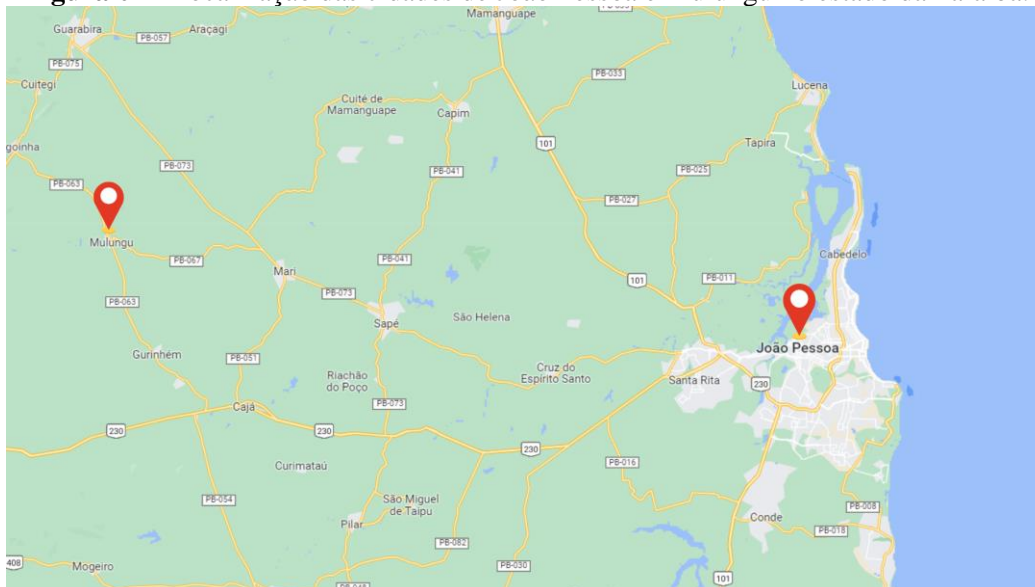 Mamanguape
Guarabira
Araçagi
PB-057
PB-075
PB-033
Cuitegi
Lucena
Cuité de
Mamanguape
Capim
101
Tapira
goinha
PB-073
PB-041
PB-025
PB-063
PB-027
Mulungu
Cabedelo
PB-067
PB-041
Mari
101
PB-011
PB-063
PB-073
São Helena
Sapé
João Pessoa
Gurinhém
PB-051
Cruz do
Espírito Santo
Riachão
do Poço
Santa Rita
230
Cajá
PB-073
230
230
230
PB-016
Curimataú
PB-054
São Miguel
de Taipu
PB-008
Pilar
Conde
PB-018
PB-082
408
Mogeiro
PB-030
101